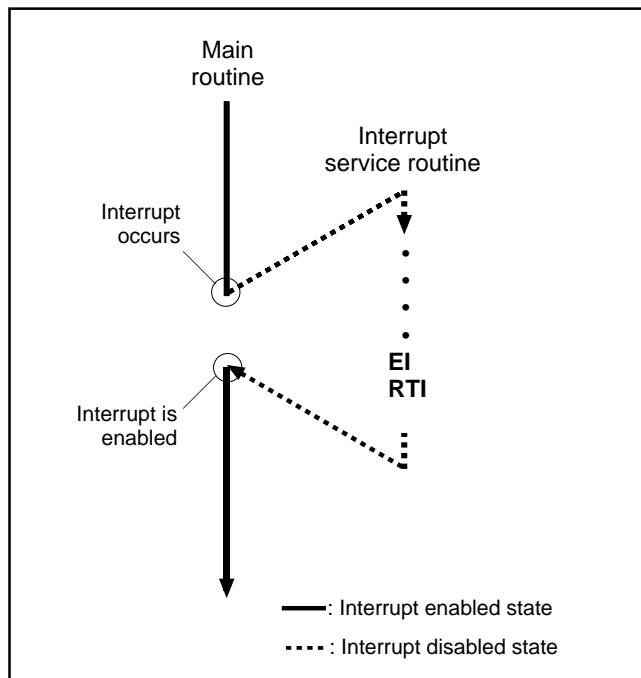 Main
routine
Interrupt
service routine
Interrupt
occurs
EI
RTI
Interrupt is
enabled
: Interrupt enabled state
: Interrupt disabled state